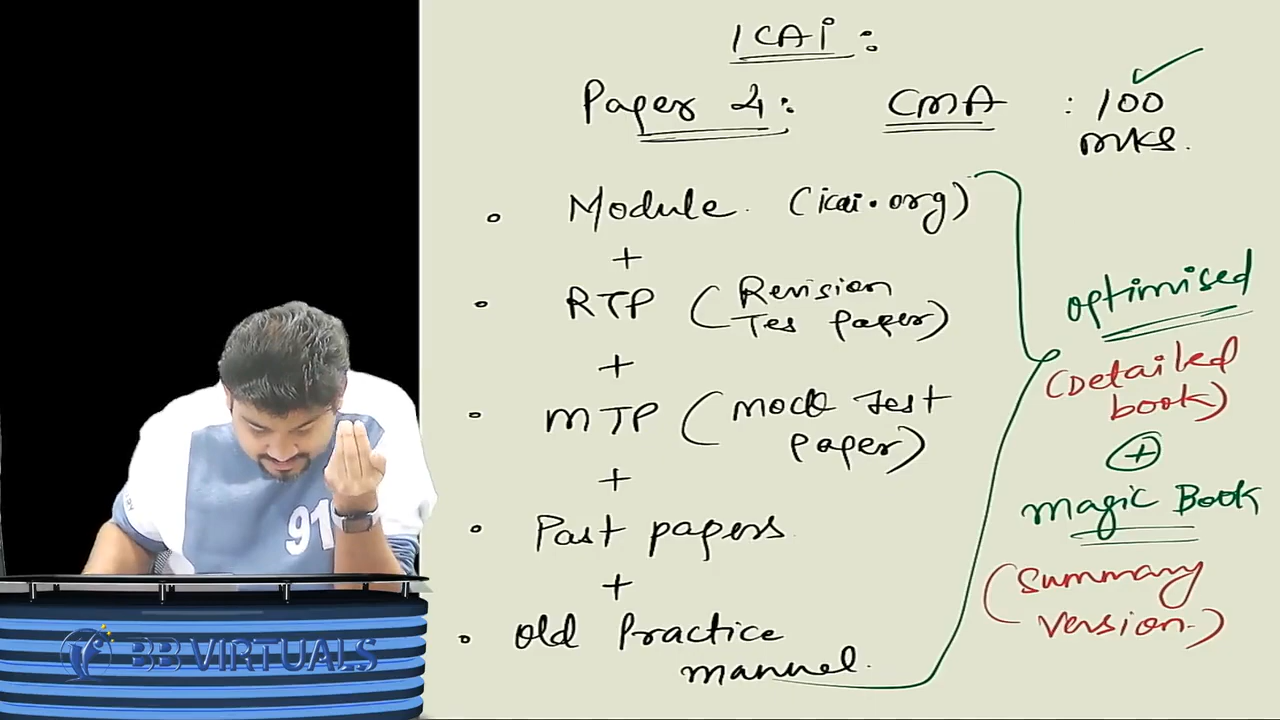 ICAI :
Paper 4 : CMA : 100
mks.
• Module. (icai.org)
+
• RTP (Revision
Tes paper)
+
• MTP (Mock Test
paper)
+
• Past papers
+
• Old Practice
manuel.
optimised
(Detailed
book)
+
Magic Book
(Summary
version.)
91
BB VIRTUALS